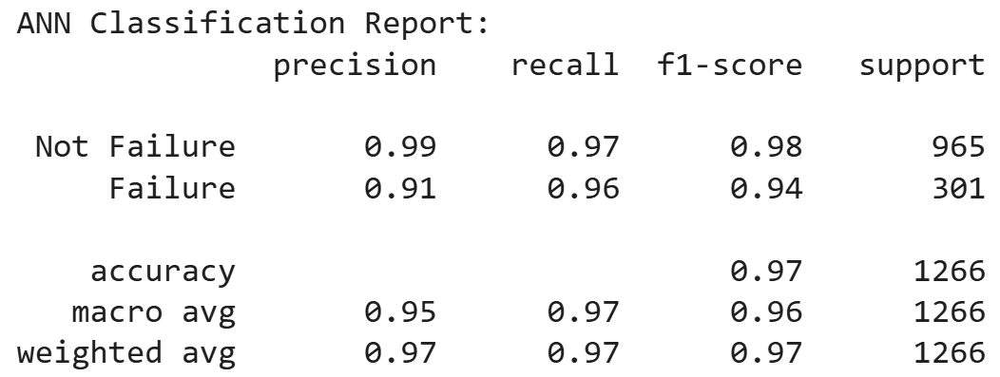 ANN Classification Report:
precision recall f1-score support
Not Failure 0.99 0.97 0.98 965
Failure 0.91 0.96 0.94 301
accuracy 0.97 1266
macro avg 0.95 0.97 0.96 1266
weighted avg 0.97 0.97 0.97 1266